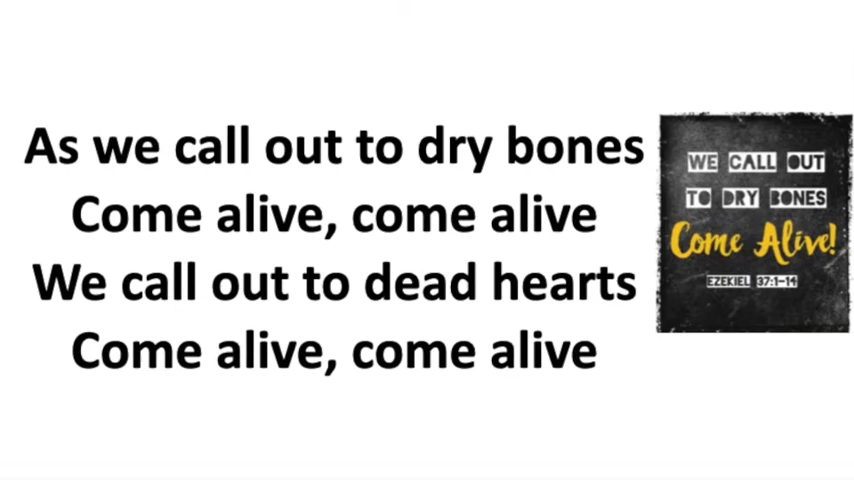 As we call out to dry bones
Come alive, come alive
We call out to dead hearts
Come alive, come alive
WE CALL OUT
TO DRY BONES
Come Alive!
EZEKIEL 37:1-14